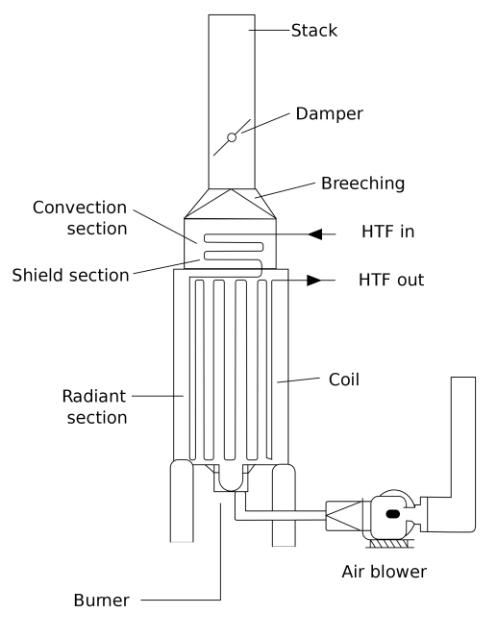 Stack
Damper
Breeching
Convection
section
HTF in
Shield section
HTF out
Coil
Radiant
section
Air blower
Burner